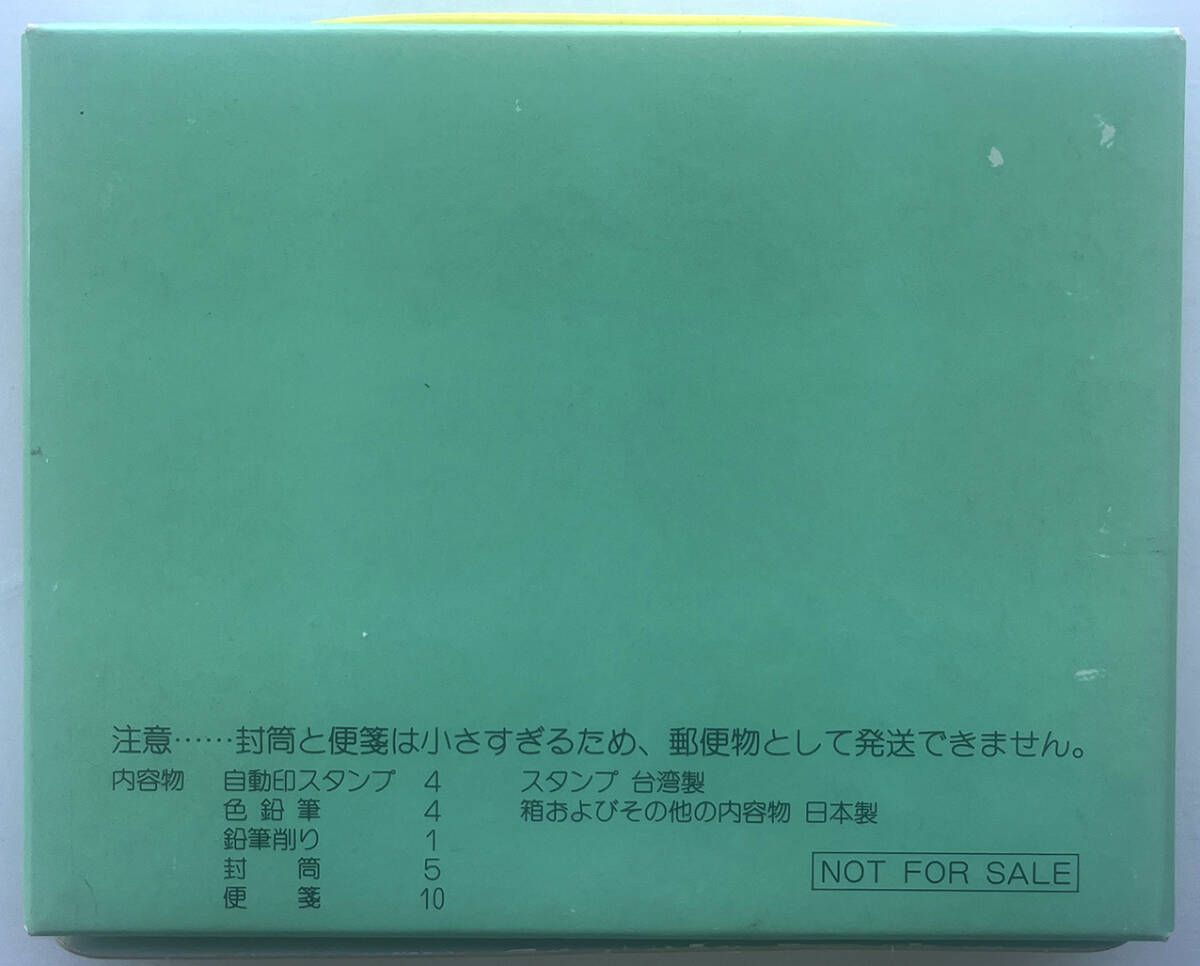 注意……封筒と便箋は小さすぎるため、郵便物として発送できません。
内容物 自動印スタンプ 4 スタンプ 台湾製
色鉛筆 4 箱およびその他の内容物 日本製
鉛筆削り 1
封筒 5
便箋 10
NOT FOR SALE